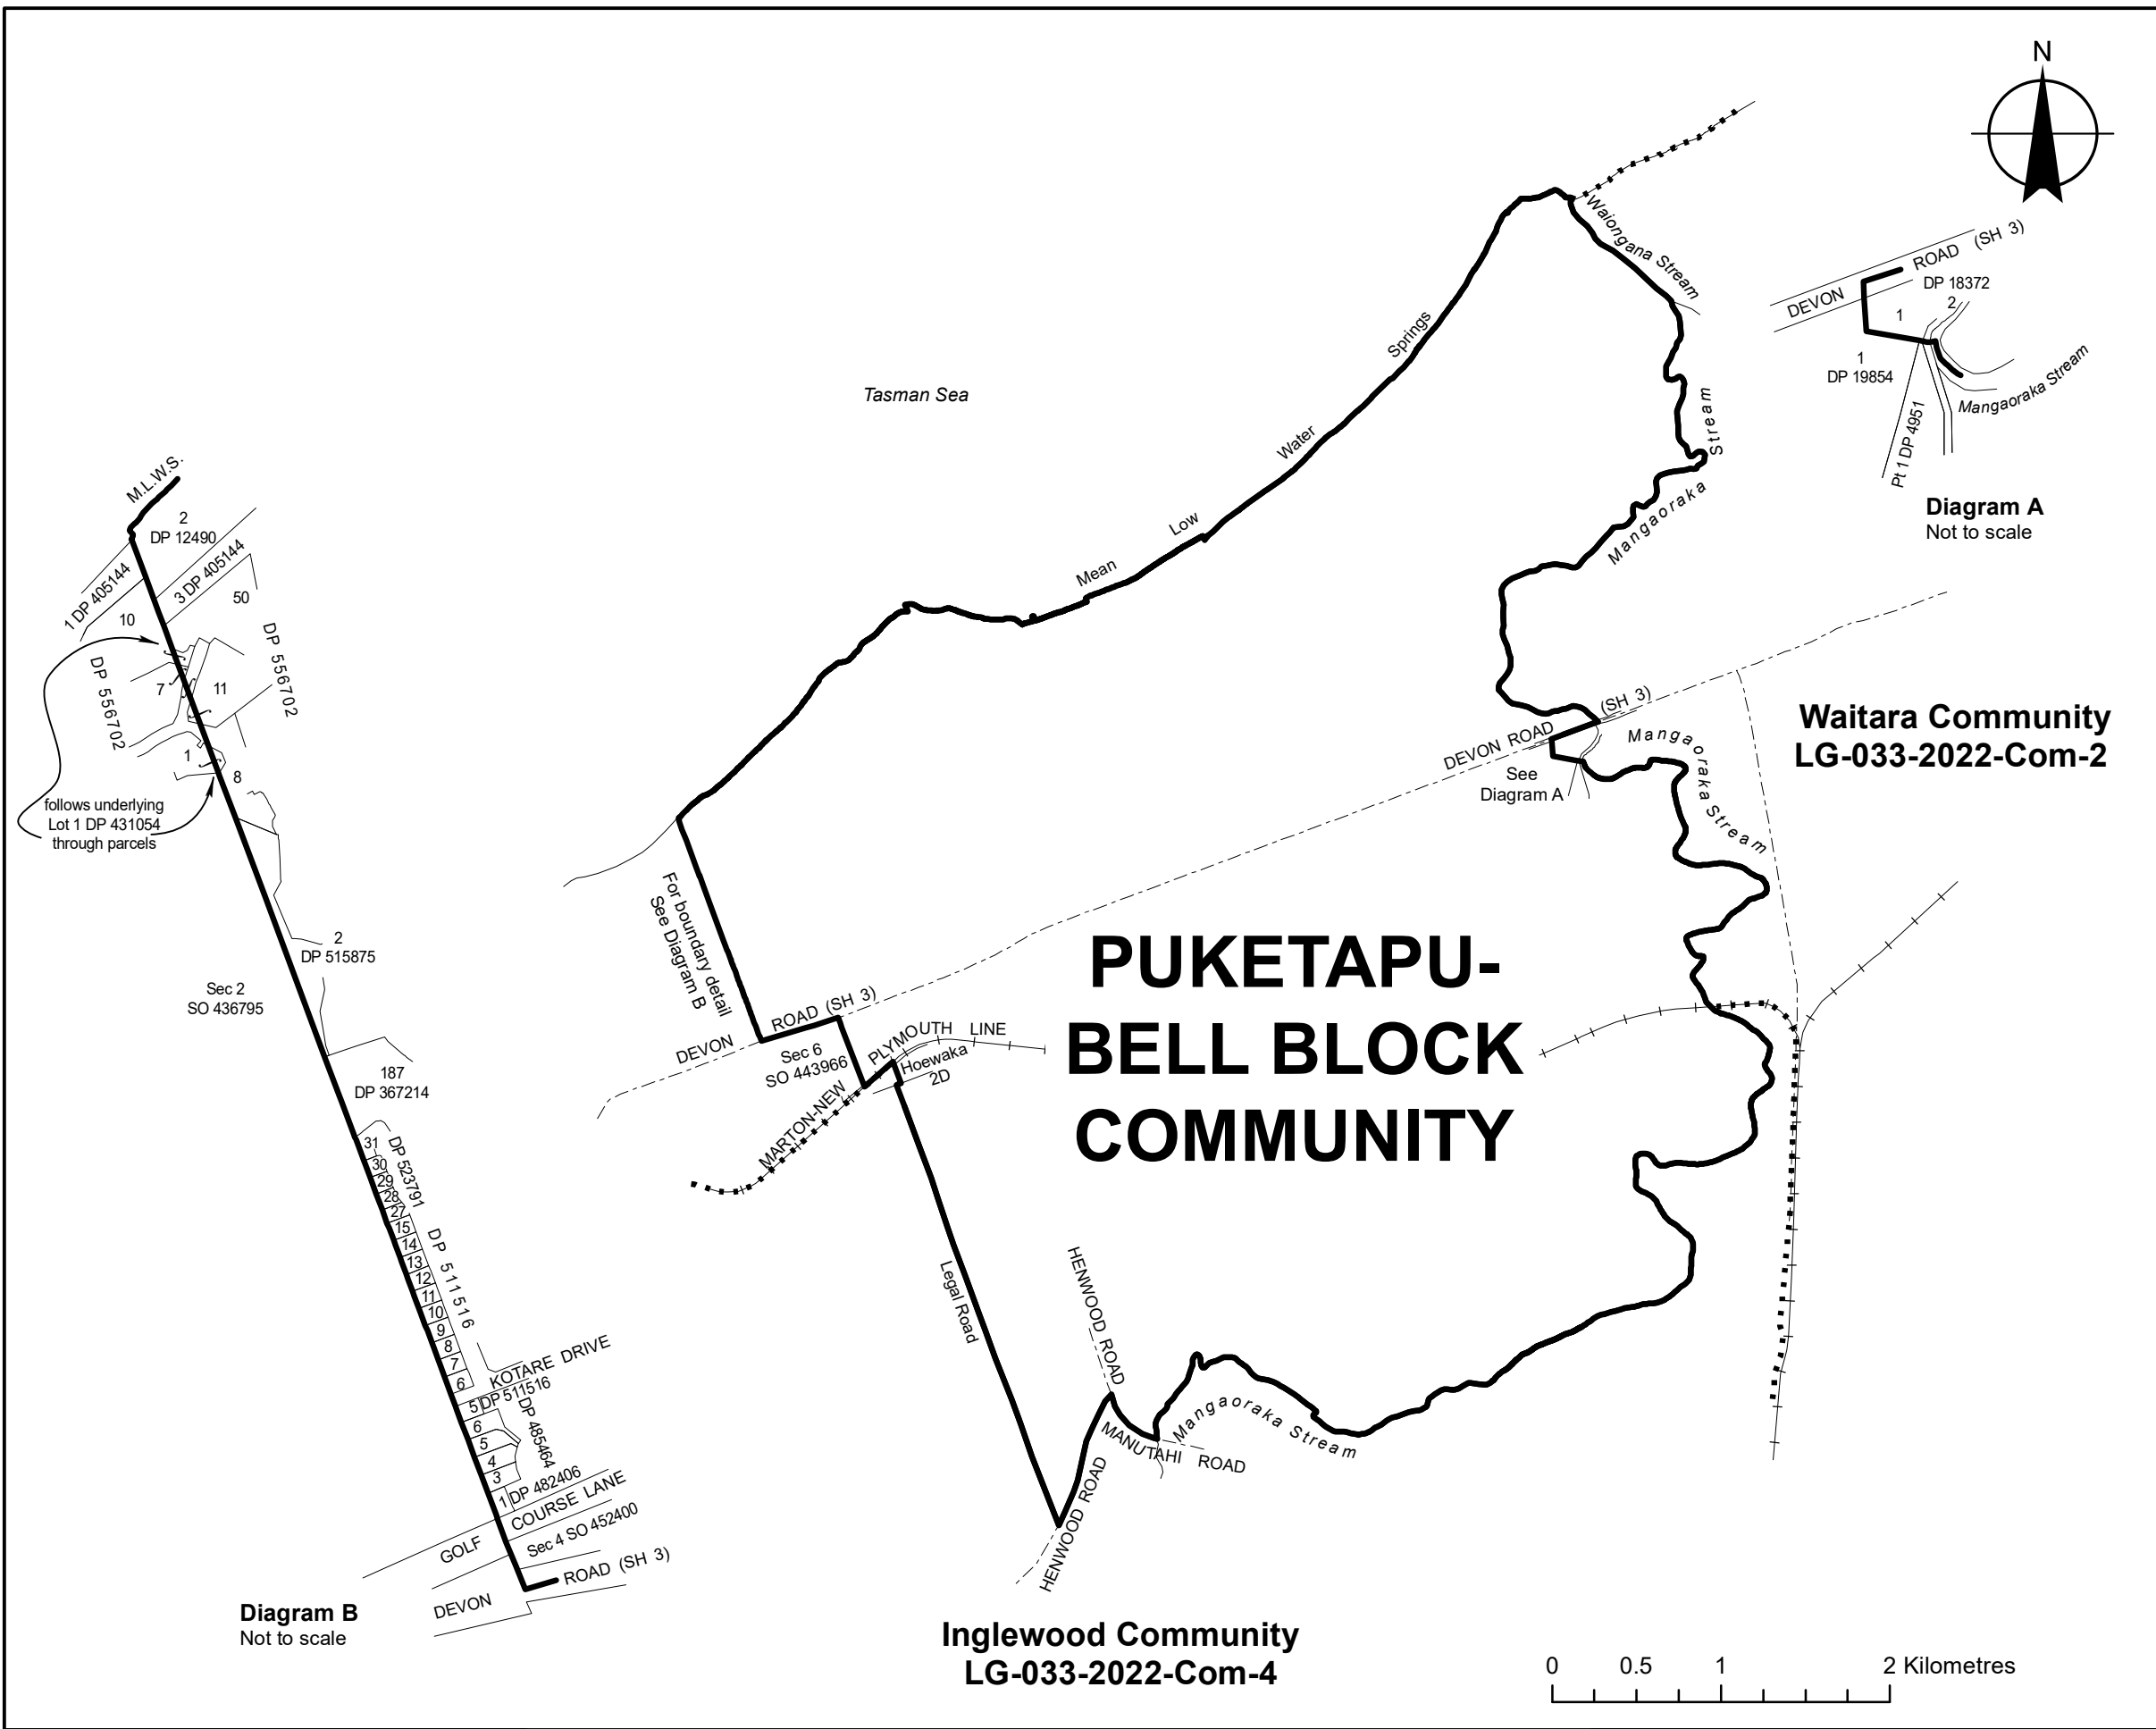 N
Waiongana Stream
DEVON ROAD (SH 3)
DP 18372
2
1
1
DP 19854
Mangaoraka Stream
Pt 1 DP 4951
Diagram A
Not to scale
Tasman Sea
Mean Low Water Springs
Mangaoraka Stream
M.L.W.S.
2
DP 12490
1 DP 405144
3 DP 405144
10
50
DP 556702
DP 556702
7
11
1
8
follows underlying
Lot 1 DP 431054
through parcels
2
DP 515875
Sec 2
SO 436795
187
DP 367214
31
30
29
28
27
DP 523791
15
14
13
12
11
10
9
8
7
6
DP 511516
KOTARE DRIVE
5
DP 511516
6
5
4
3
DP 485464
1
DP 482406
GOLF COURSE LANE
Sec 4 SO 452400
DEVON ROAD (SH 3)
Diagram B
Not to scale
For boundary detail
See Diagram B
DEVON ROAD (SH 3)
Sec 6
SO 443966
MARTON-NEW PLYMOUTH LINE
Hoewaka
2D
DEVON ROAD (SH 3)
See
Diagram A
Mangaoraka Stream
Waitara Community
LG-033-2022-Com-2
PUKETAPU-
BELL BLOCK
COMMUNITY
Legal Road
HENWOOD ROAD
MANUTAHI ROAD
Mangaoraka Stream
HENWOOD ROAD
Inglewood Community
LG-033-2022-Com-4
0 0.5 1 2 Kilometres